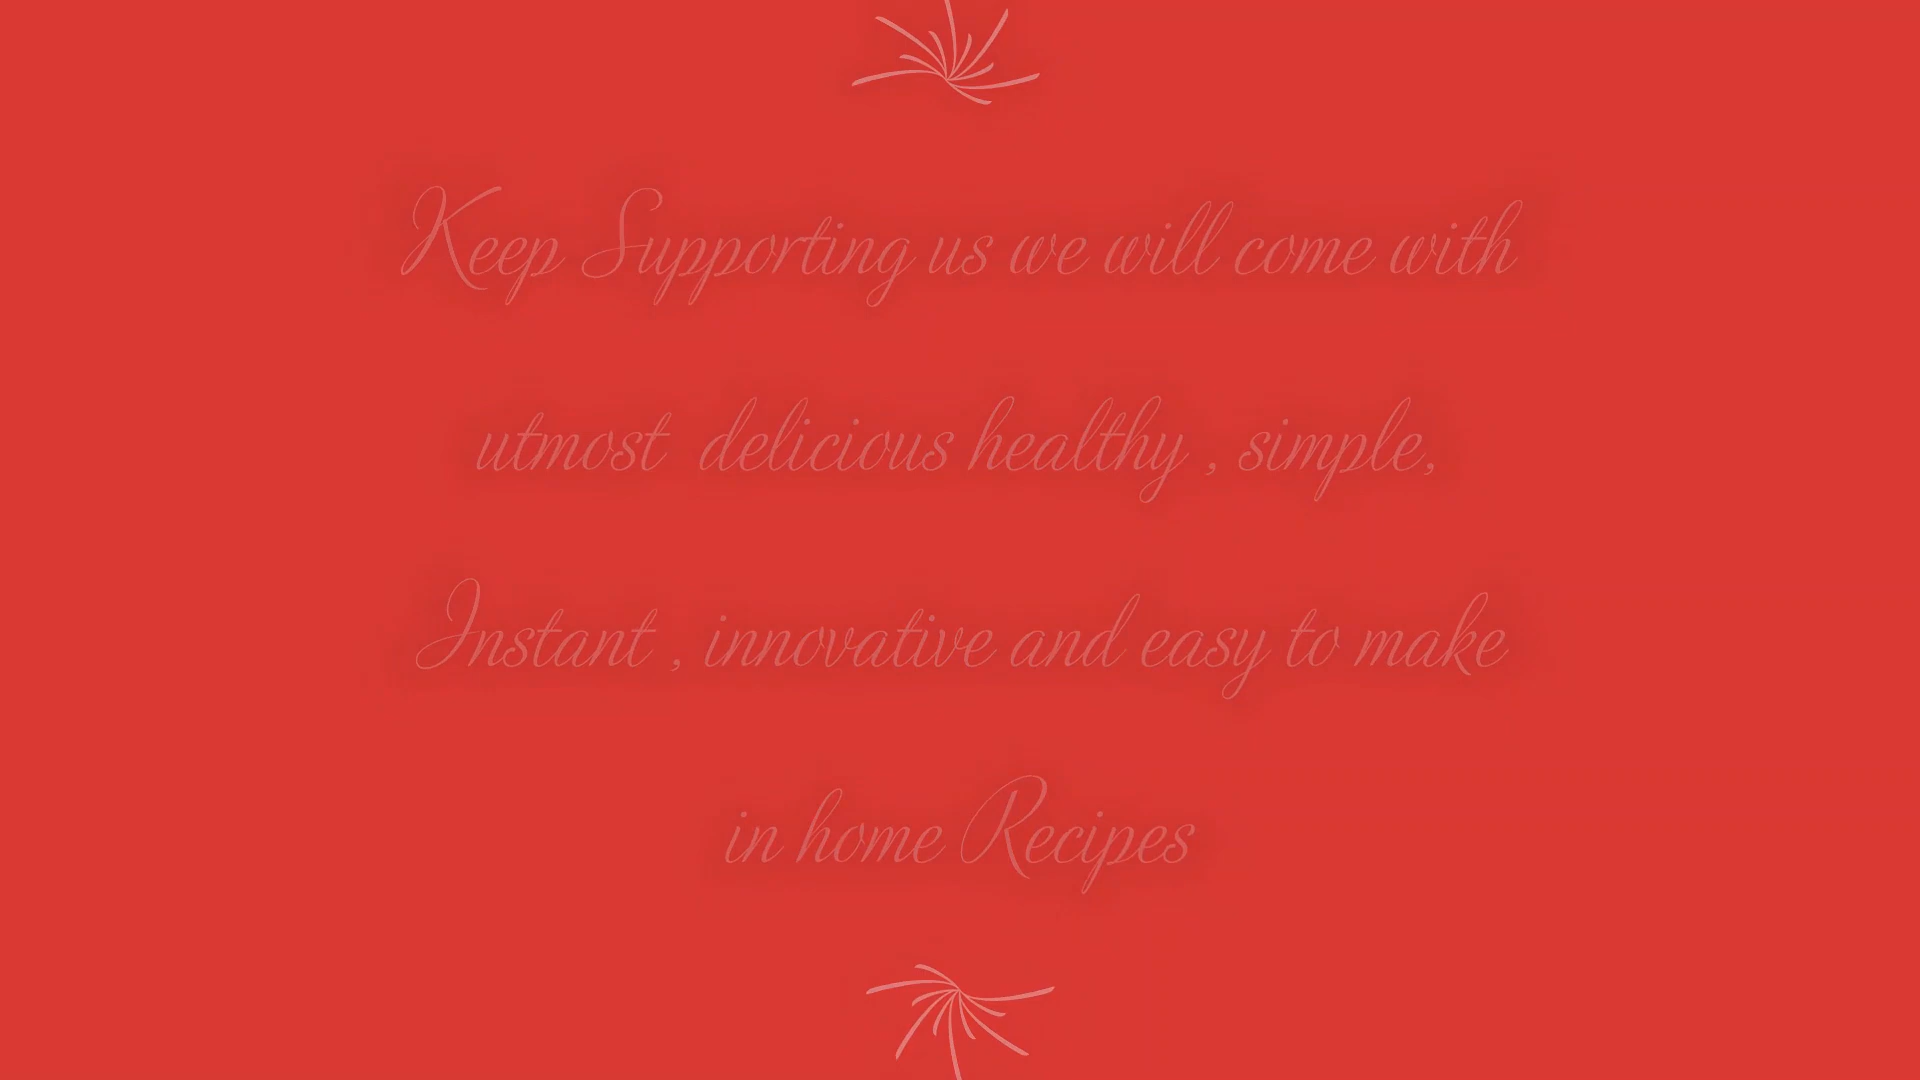 Keep Supporting us we will come with
utmost  delicious healthy , simple,
Instant , innovative and easy to make
in home Recipes